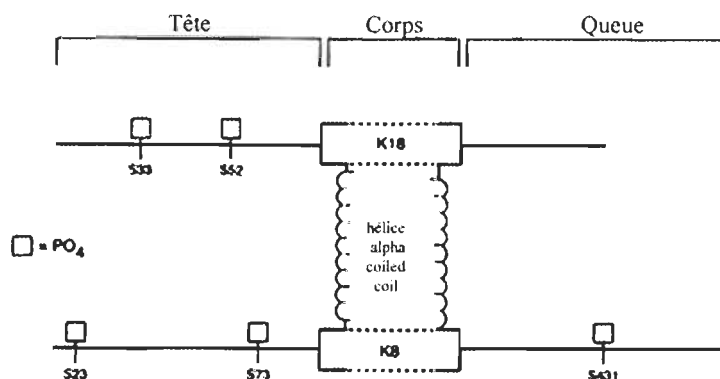 Tête Corps Queue
K18
S33 S52
hélice
alpha
coiled
coil
= PO4
K8
S23 S73 S431